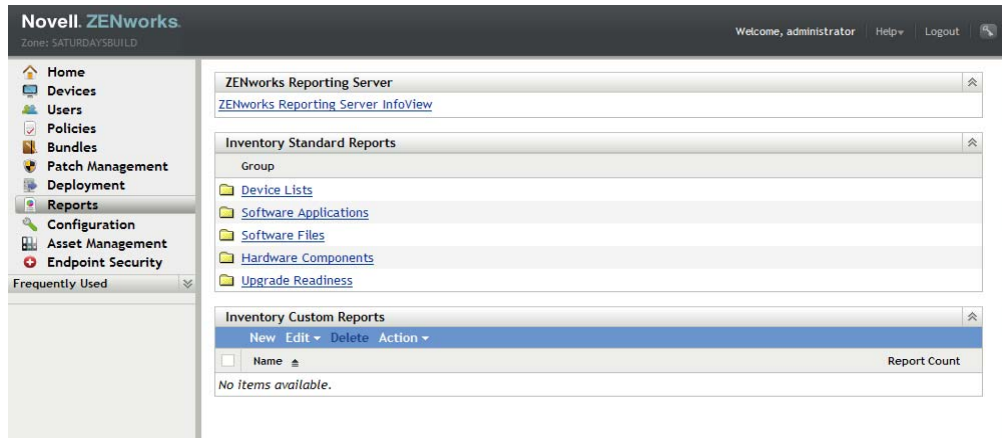 Novell. ZENworks.
Zone: SATURDAYSBUILD
Welcome, administrator Help Logout
Home
Devices
Users
Policies
Bundles
Patch Management
Deployment
Reports
Configuration
Asset Management
Endpoint Security
Frequently Used
ZENworks Reporting Server
ZENworks Reporting Server InfoView
Inventory Standard Reports
Group
Device Lists
Software Applications
Software Files
Hardware Components
Upgrade Readiness
Inventory Custom Reports
New Edit Delete Action
Name Report Count
No items available.